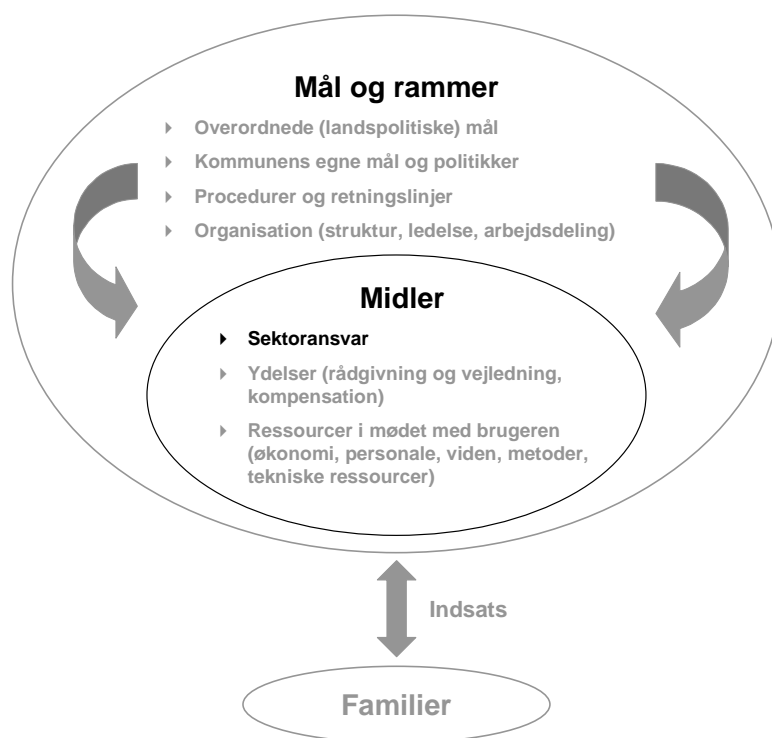 Mål og rammer
Overordnede (landspolitiske) mål
Kommunens egne mål og politikker
Procedurer og retningslinjer
Organisation (struktur, ledelse, arbejdsdeling)
Midler
Sektoransvar
Ydelser (rådgivning og vejledning,
kompensation)
Ressourcer i mødet med brugeren
(økonomi, personale, viden, metoder,
tekniske ressourcer)
Indsats
Familier